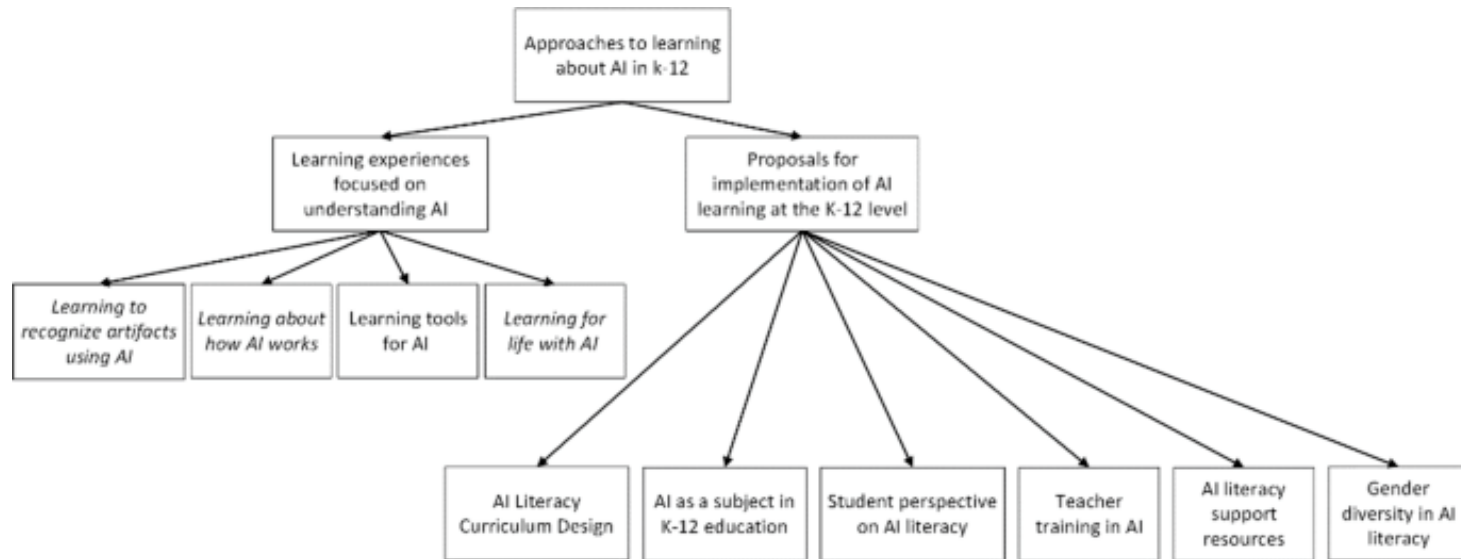 Approaches to learning
about AI in k-12
Learning experiences
focused on
understanding AI
Proposals for
implementation of AI
learning at the K-12 level
Learning to
recognize artifacts
using AI
Learning about
how AI works
Learning tools
for AI
Learning for
life with AI
AI Literacy
Curriculum Design
AI as a subject in
K-12 education
Student perspective
on AI literacy
Teacher
training in AI
AI literacy
support
resources
Gender
diversity in AI
literacy